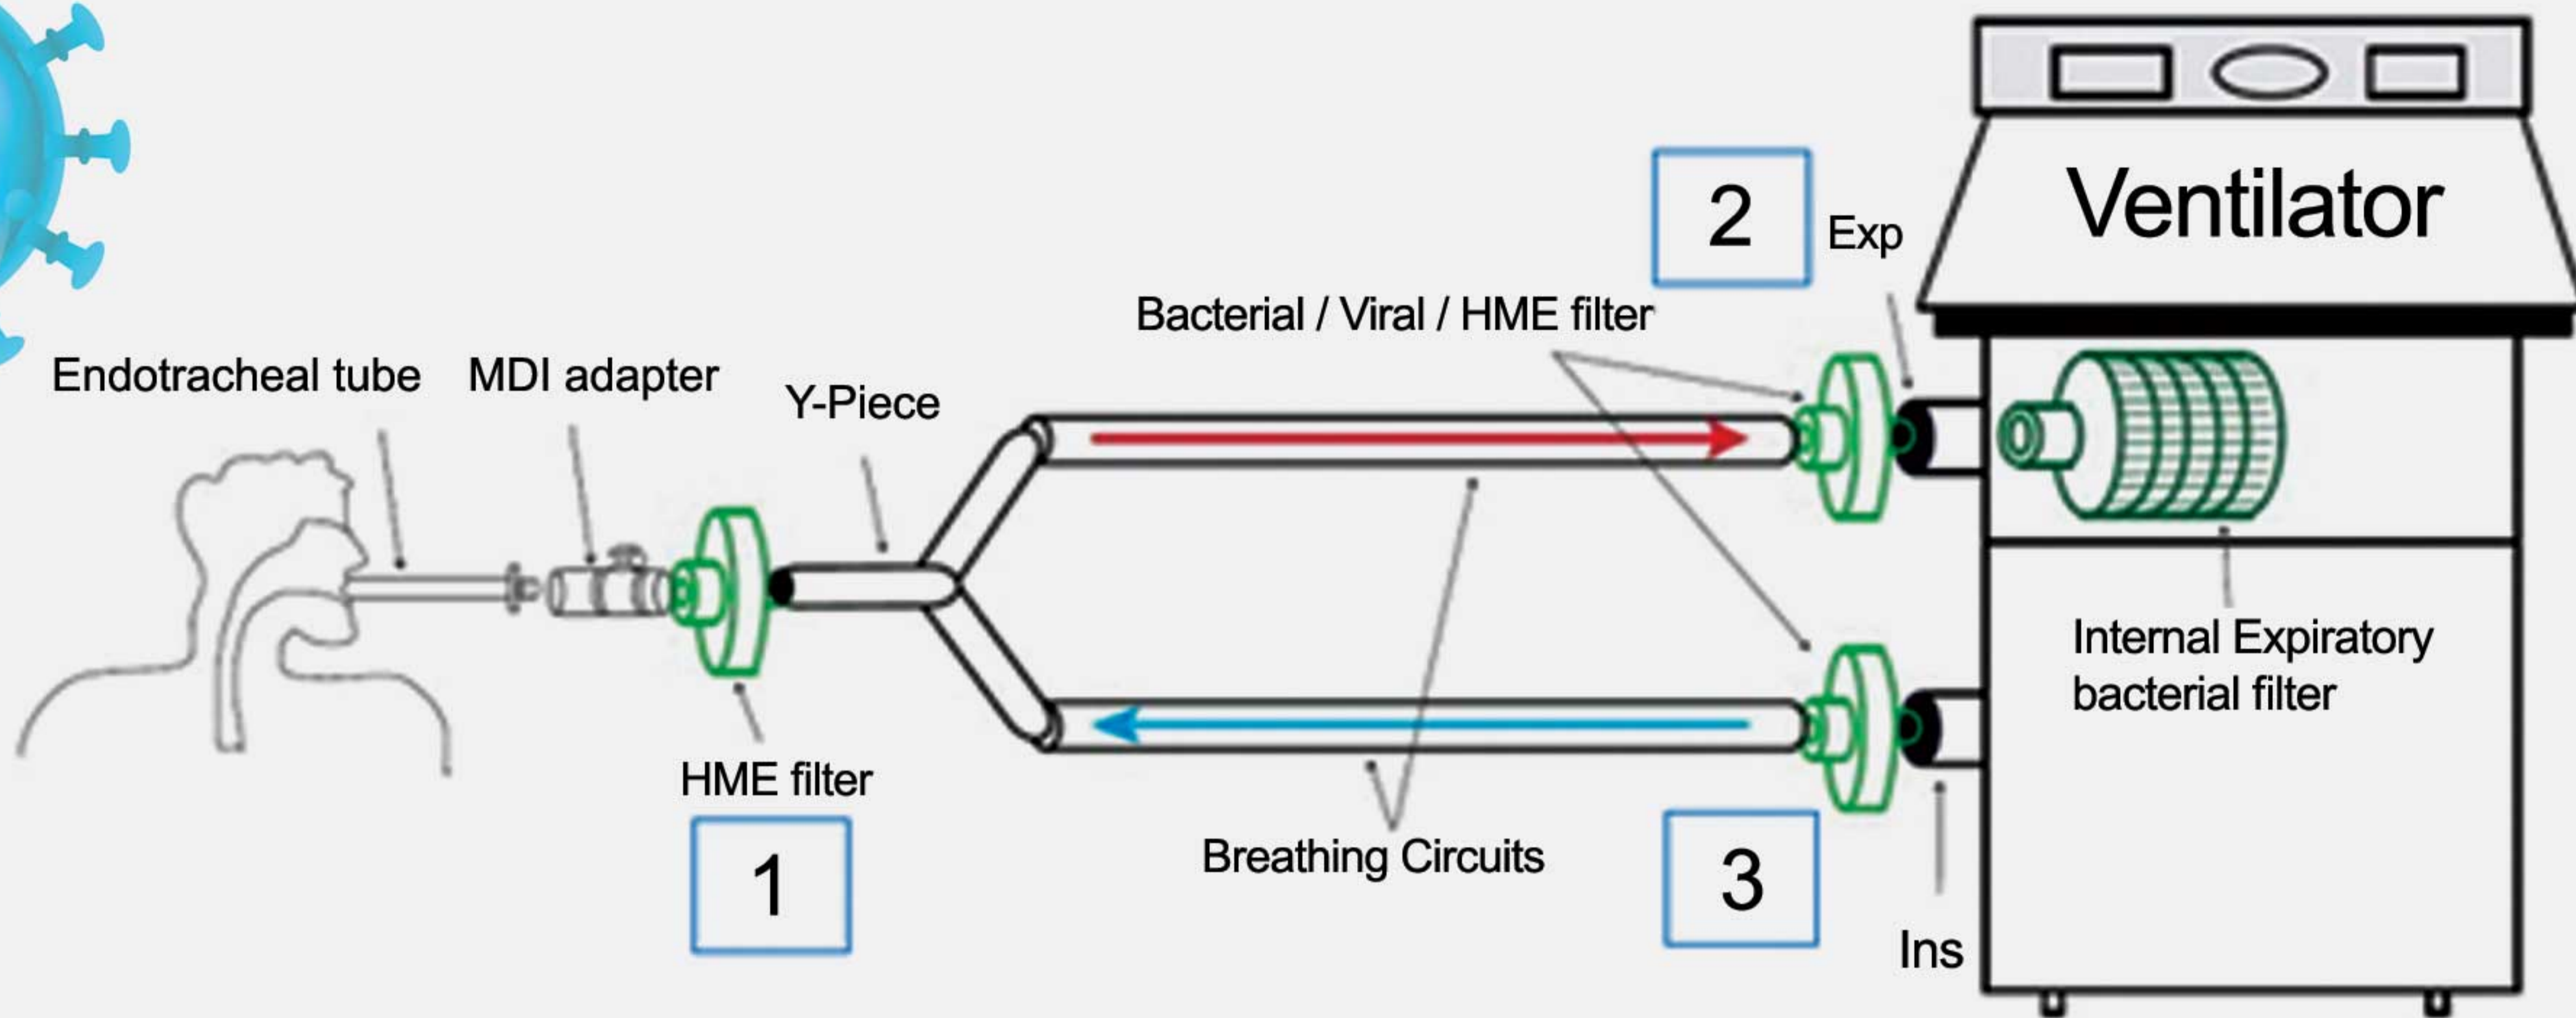 Ventilator
2
Exp
Bacterial / Viral / HME filter
Endotracheal tube
MDI adapter
Y-Piece
Internal Expiratory
bacterial filter
HME filter
1
Breathing Circuits
3
Ins